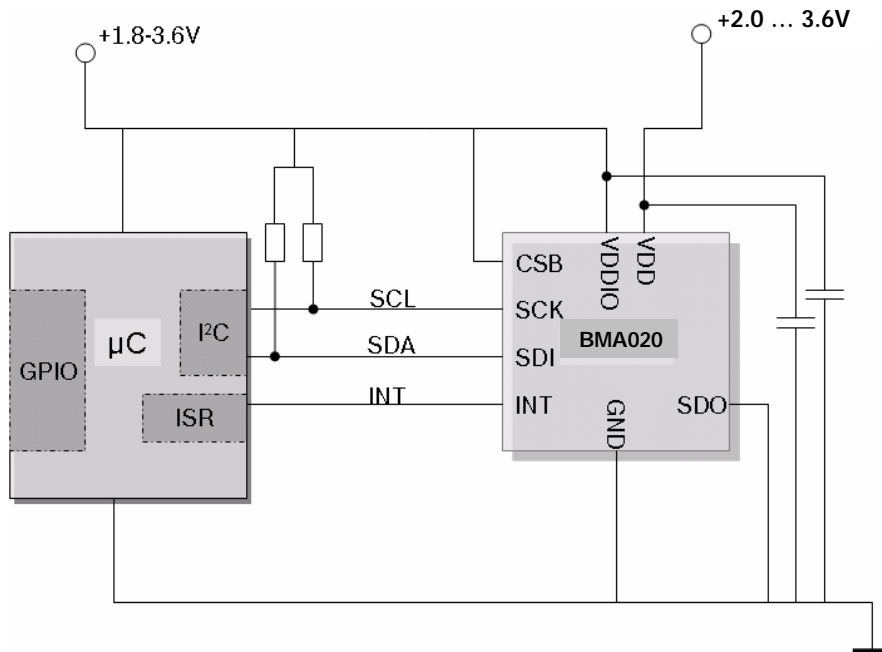 +1.8-3.6V
+2.0 ... 3.6V
GPIO
µC
I²C
ISR
SCL
SDA
INT
CSB
SCK
SDI
INT
VDDIO
VDD
BMA020
GND
SDO